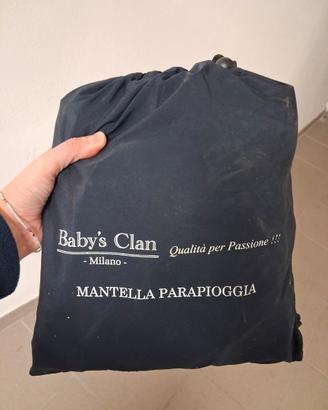 Baby's Clan Qualità per Passione !!!
- Milano -
MANTELLA PARAPIOGGIA